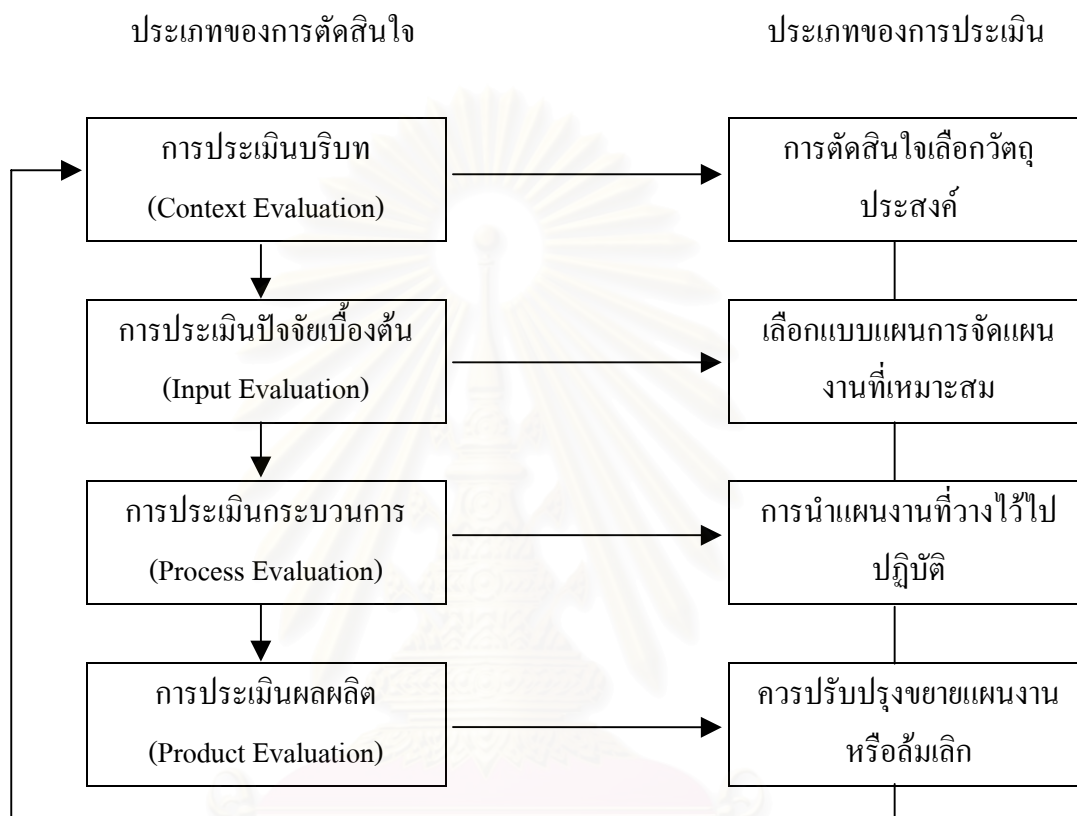 ประเภทของการตัดสินใจ
ประเภทของการประเมิน
การประเมินบริบท
(Context Evaluation)
การตัดสินใจเลือกวัตถุ
ประสงค์
การประเมินปัจจัยเบื้องต้น
(Input Evaluation)
เลือกแบบแผนการจัดแผน
งานที่เหมาะสม
การประเมินกระบวนการ
(Process Evaluation)
การนำแผนงานที่วางไว้ไป
ปฏิบัติ
การประเมินผลผลิต
(Product Evaluation)
ควรปรับปรุงขยายแผนงาน
หรือล้มเลิก